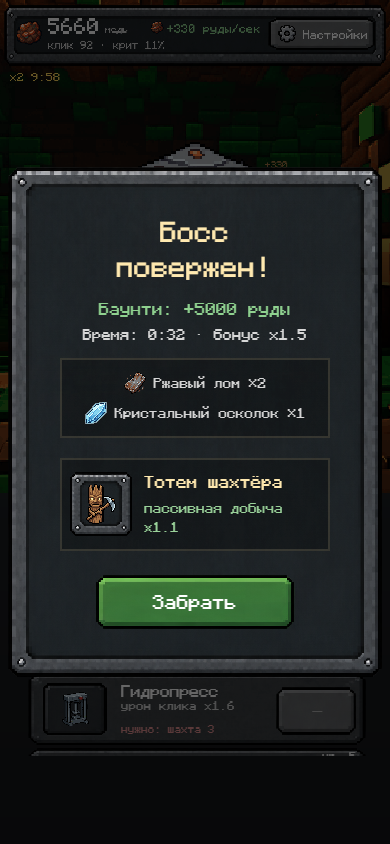 5660 медь +330 руды/сек Настройки
клик 92 · крит 11%
x2 9:58
+330
Босс
повержен!
Баунти: +5000 руды
Время: 0:32 · бонус x1.5
Ржавый лом X2
Кристальный осколок X1
Тотем шахтёра
пассивная добыча
x1.1
Забрать
Гидропресс
урон клика x1.6
нужно: шахта 3
—